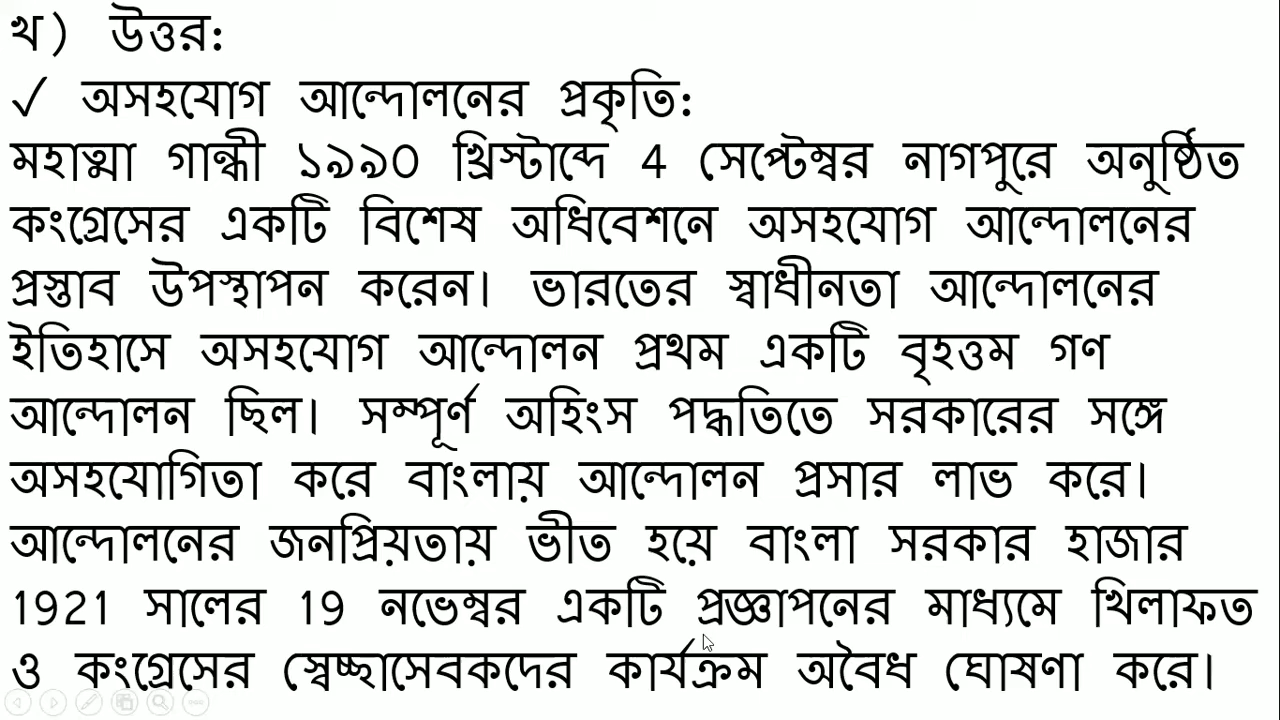 খ) উত্তর:
✓ অসহযোগ আন্দোলনের প্রকৃতি:
মহাত্মা গান্ধী ১৯৯০ খ্রিস্টাব্দে 4 সেপ্টেম্বর নাগপুরে অনুষ্ঠিত
কংগ্রেসের একটি বিশেষ অধিবেশনে অসহযোগ আন্দোলনের
প্রস্তাব উপস্থাপন করেন। ভারতের স্বাধীনতা আন্দোলনের
ইতিহাসে অসহযোগ আন্দোলন প্রথম একটি বৃহত্তম গণ
আন্দোলন ছিল। সম্পূর্ণ অহিংস পদ্ধতিতে সরকারের সঙ্গে
অসহযোগিতা করে বাংলায় আন্দোলন প্রসার লাভ করে।
আন্দোলনের জনপ্রিয়তায় ভীত হয়ে বাংলা সরকার হাজার
1921 সালের 19 নভেম্বর একটি প্রজ্ঞাপনের মাধ্যমে খিলাফত
ও কংগ্রেসের স্বেচ্ছাসেবকদের কার্যক্রম অবৈধ ঘোষণা করে।